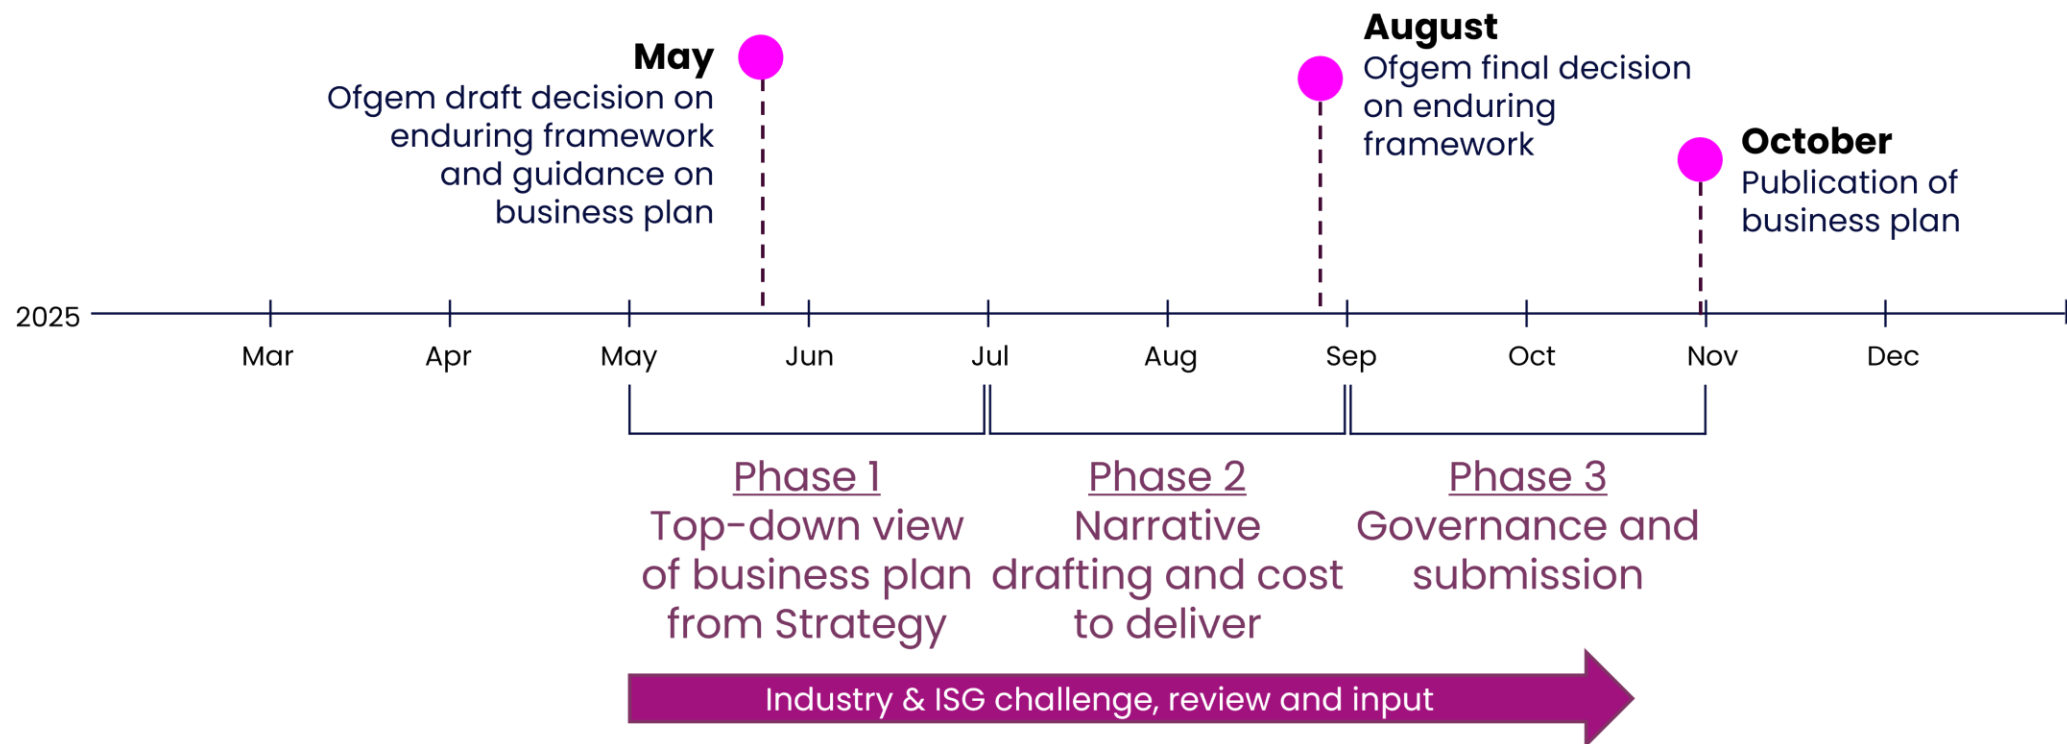 May
Ofgem draft decision on
enduring framework
and guidance on
business plan
August
Ofgem final decision
on enduring
framework
October
Publication of
business plan
2025
Mar Apr May Jun Jul Aug Sep Oct Nov Dec
Phase 1
Top-down view
of business plan
from Strategy
Phase 2
Narrative
drafting and cost
to deliver
Phase 3
Governance and
submission
Industry & ISG challenge, review and input